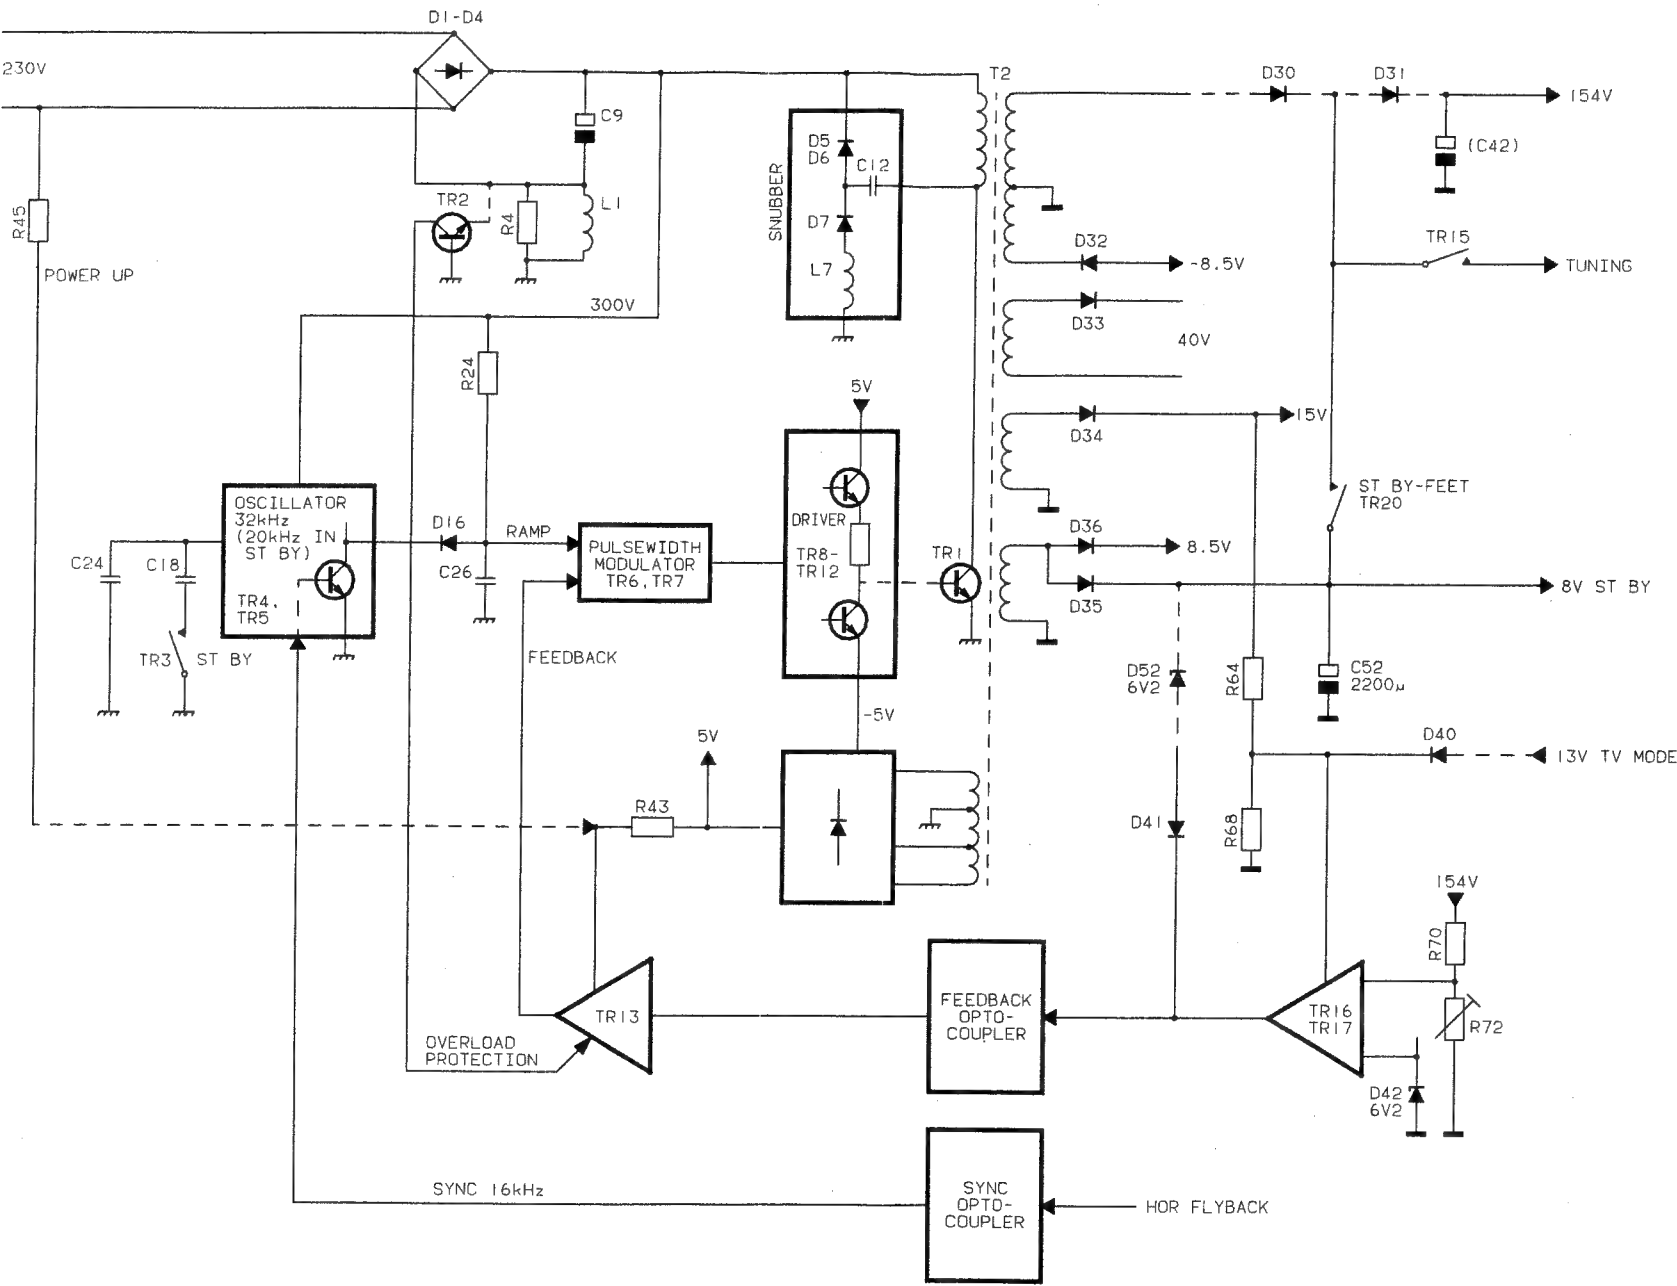 D1-D4
230V
T2
D30
D31
154V
C9
(C42)
D5
D6
C12
SNUBBER
TR2
R4
L1
R45
D7
L7
TR15
TUNING
D32
-8.5V
POWER UP
300V
D33
40V
R24
5V
15V
D34
ST BY-FEET
TR20
OSCILLATOR
32kHz
(20kHz IN
ST BY)
TR4,
TR5
D16
RAMP
DRIVER
TR8-
TR12
D36
8.5V
PULSEWIDTH
MODULATOR
TR6,TR7
TR1
C24
C18
C26
D35
8V ST BY
TR3
ST BY
FEEDBACK
D52
6V2
R64
C52
2200µ
-5V
5V
D40
13V TV MODE
R43
D41
R68
154V
R70
FEEDBACK
OPTO-
COUPLER
TR13
TR16
TR17
R72
OVERLOAD
PROTECTION
D42
6V2
SYNC 16kHz
SYNC
OPTO-
COUPLER
HOR FLYBACK